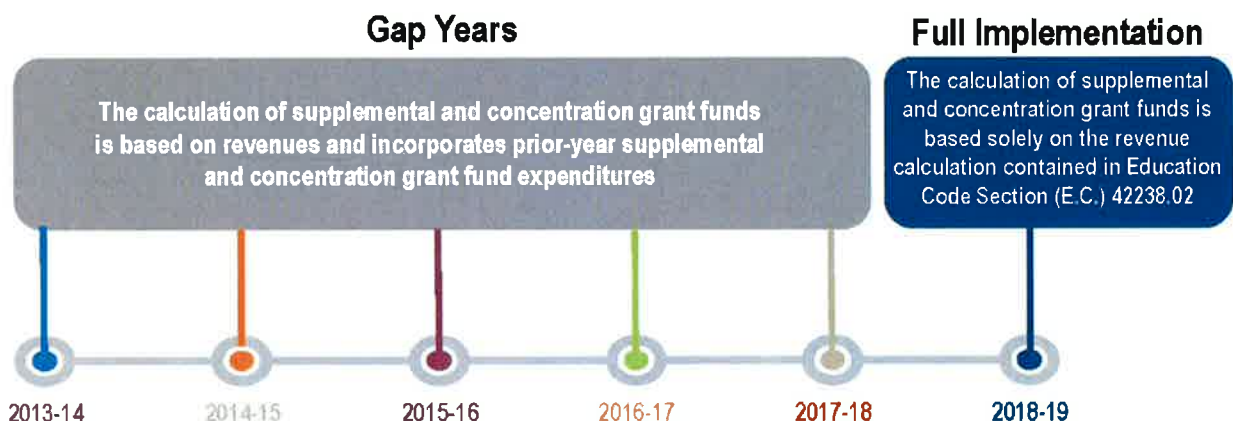 Gap Years
Full Implementation
The calculation of supplemental and concentration grant funds
is based on revenues and incorporates prior-year supplemental
and concentration grant fund expenditures
The calculation of supplemental
and concentration grant funds is
based solely on the revenue
calculation contained in Education
Code Section (E.C.) 42238.02
2013-14
2014-15
2015-16
2016-17
2017-18
2018-19